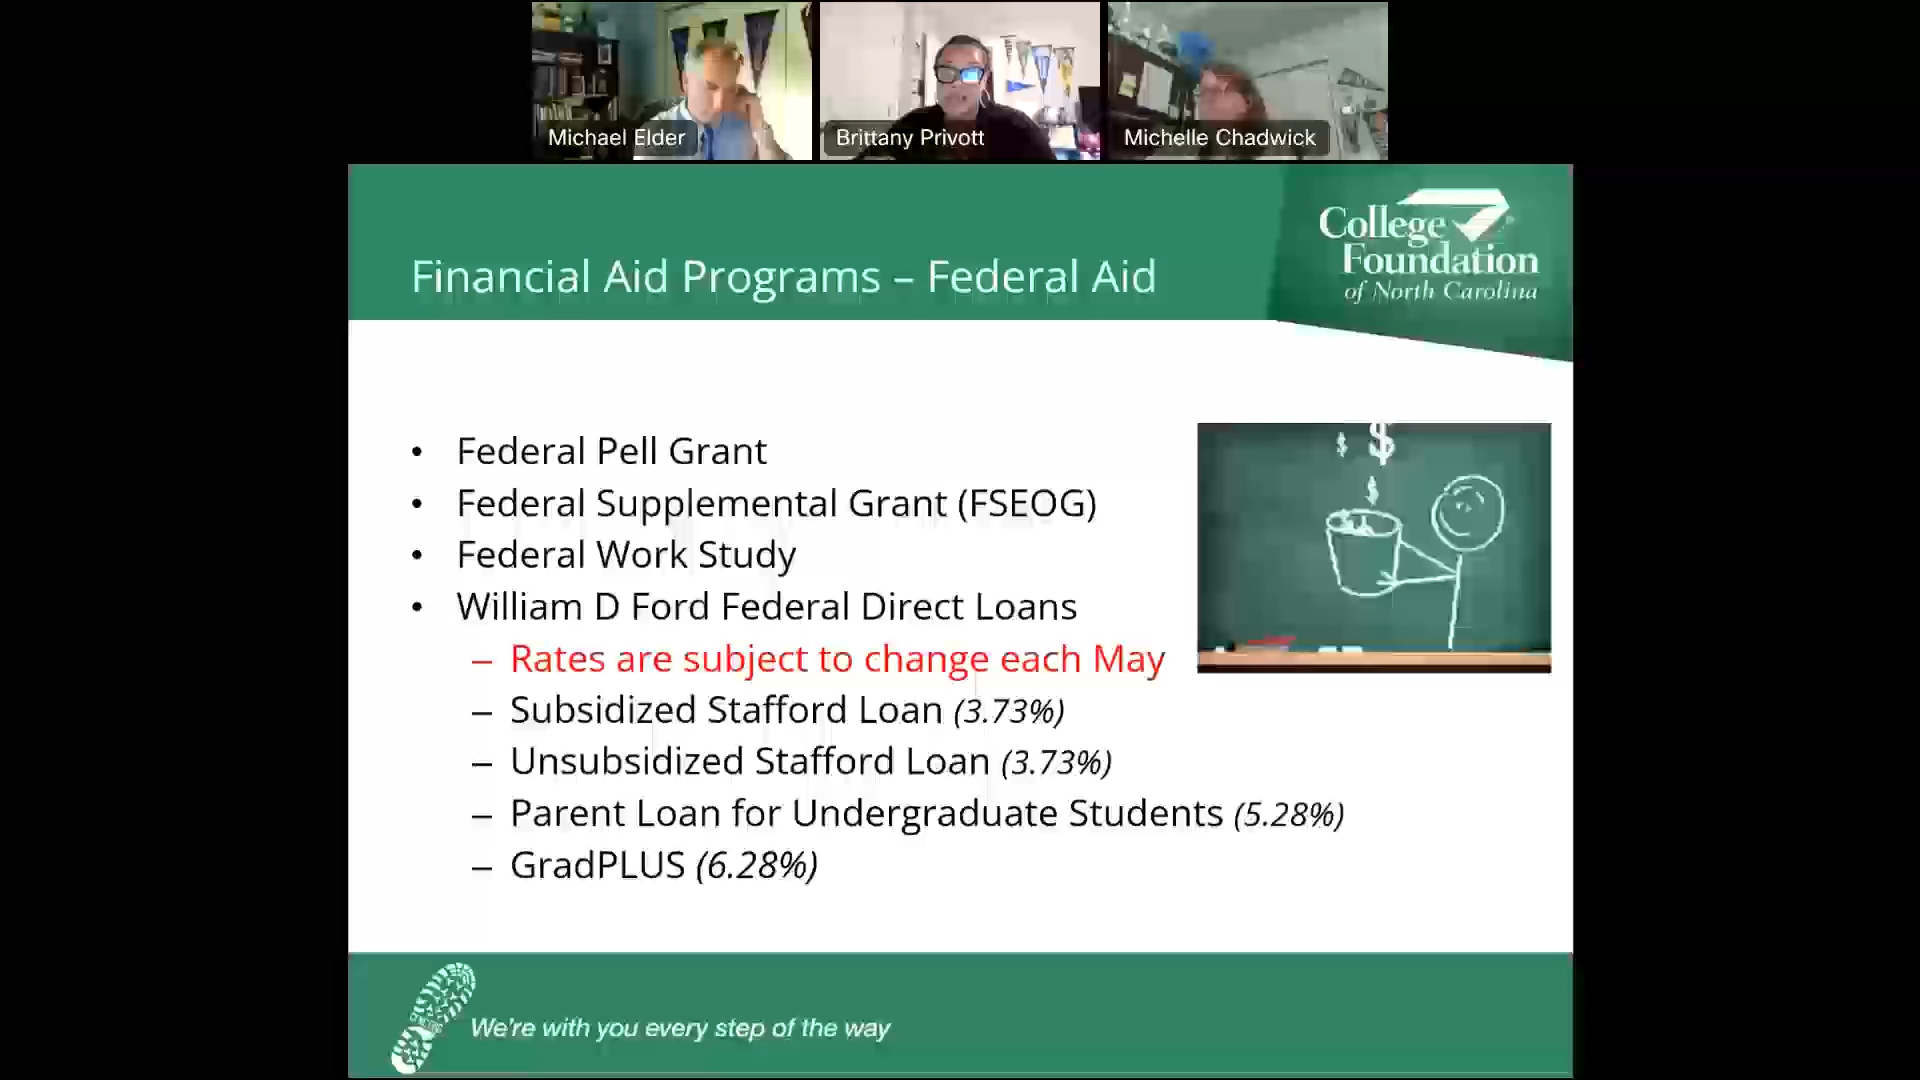 Michael Elder
Brittany Privott
Michelle Chadwick
College
Foundation
of North Carolina
Financial Aid Programs – Federal Aid
• Federal Pell Grant
• Federal Supplemental Grant (FSEOG)
• Federal Work Study
• William D Ford Federal Direct Loans
– Rates are subject to change each May
– Subsidized Stafford Loan (3.73%)
– Unsubsidized Stafford Loan (3.73%)
– Parent Loan for Undergraduate Students (5.28%)
– GradPLUS (6.28%)
$ $
$
We're with you every step of the way